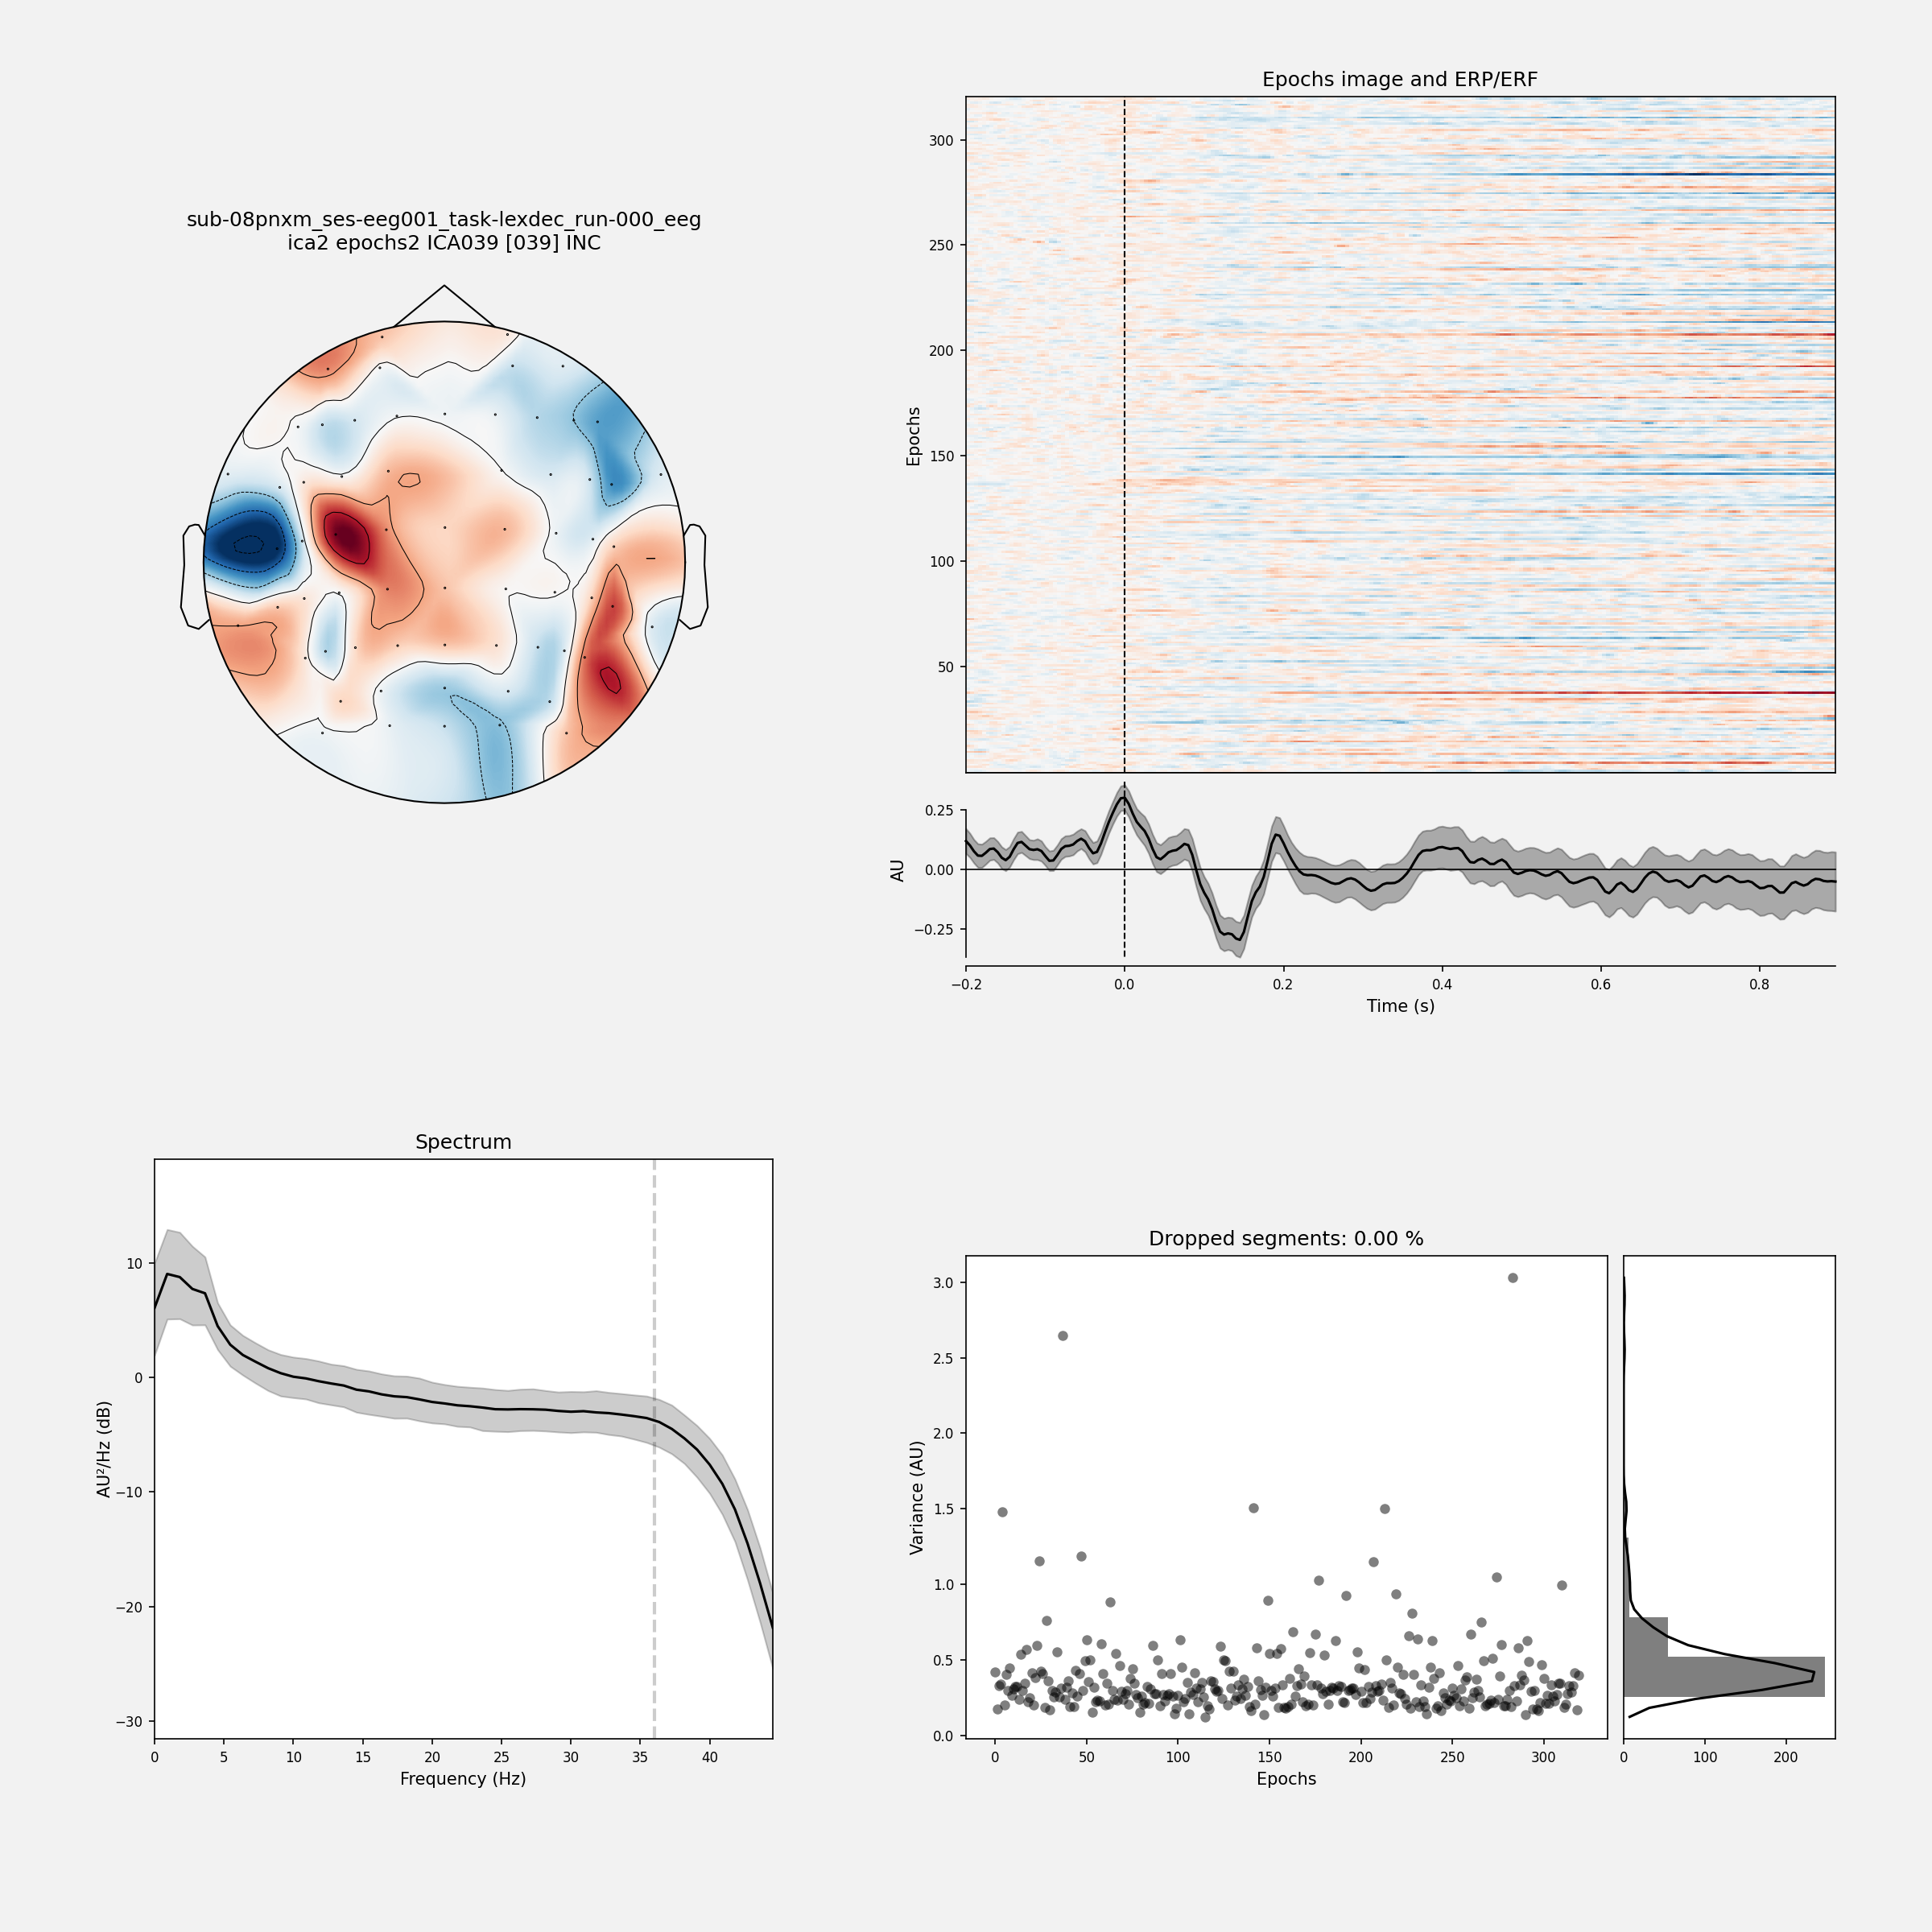 sub-08pnxm_ses-eeg001_task-lexdec_run-000_eeg
ica2 epochs2 ICA039 [039] INC
Epochs image and ERP/ERF
300
250
200
150
100
50
Epochs
0.25
0.00
−0.25
AU
−0.2 0.0 0.2 0.4 0.6 0.8
Time (s)
Spectrum
10
0
−10
−20
−30
AU²/Hz (dB)
0 5 10 15 20 25 30 35 40
Frequency (Hz)
Dropped segments: 0.00 %
3.0
2.5
2.0
1.5
1.0
0.5
0.0
Variance (AU)
0 50 100 150 200 250 300
Epochs
0 100 200